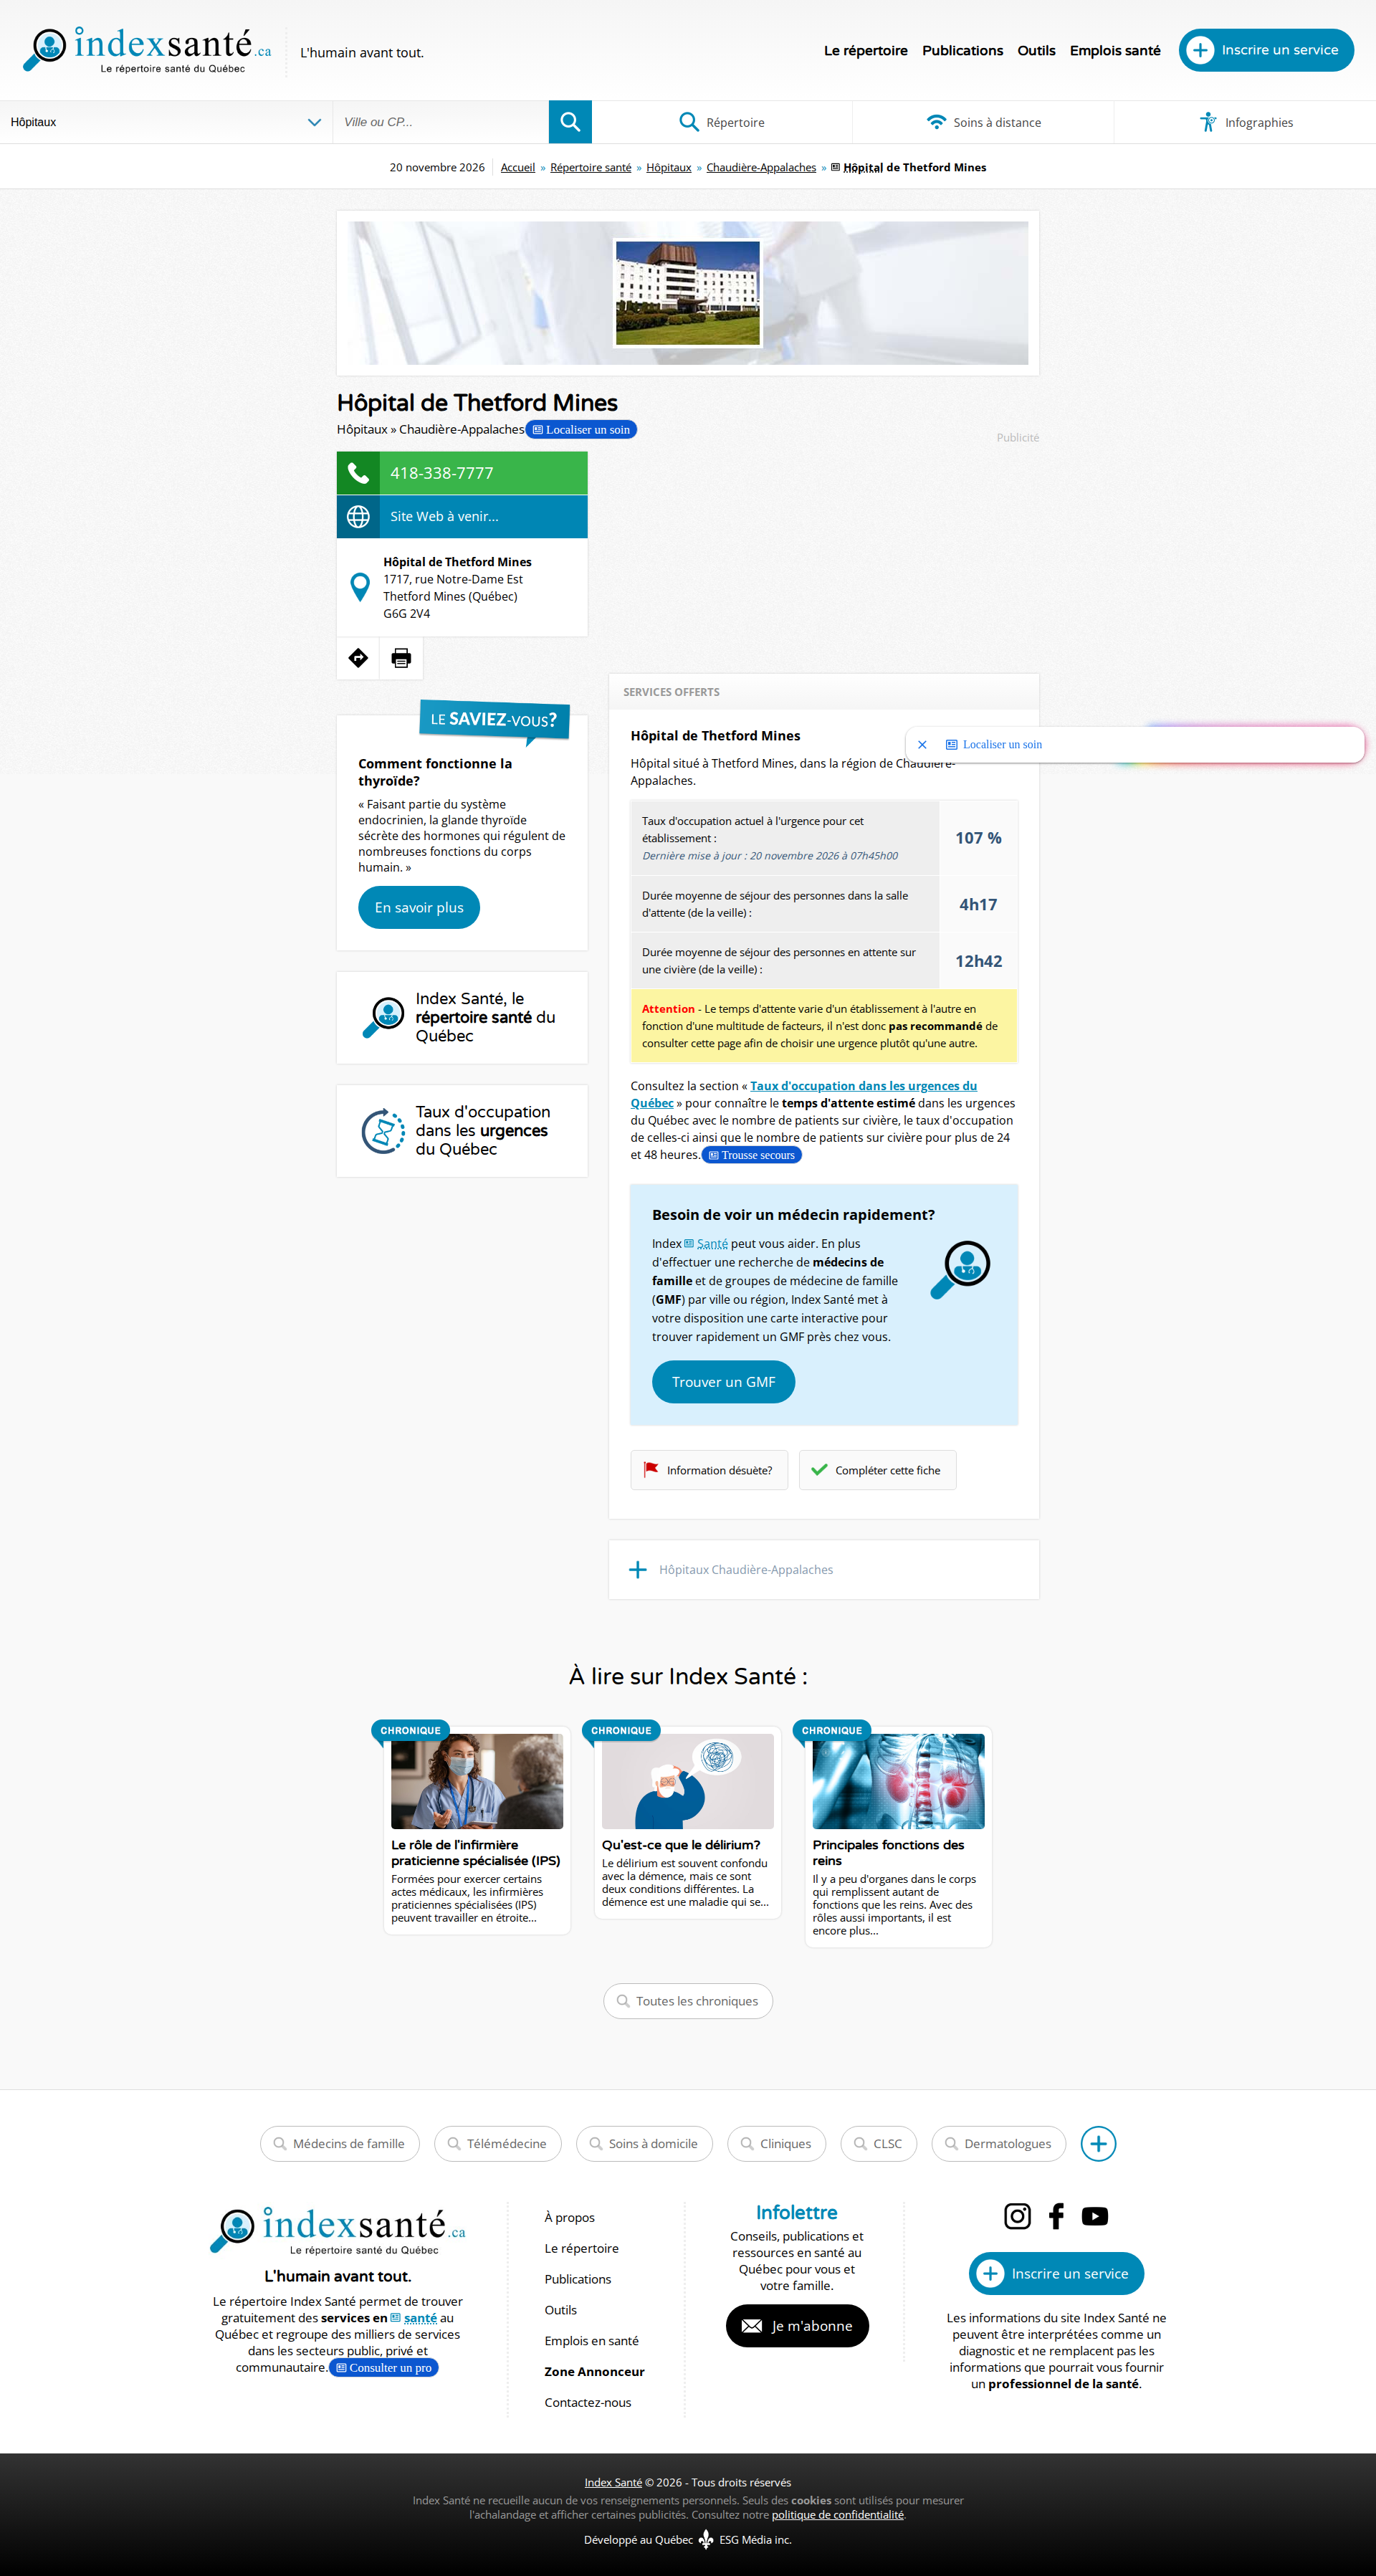 indexsanté.ca
Le répertoire santé du Québec
L'humain avant tout.
Le répertoire
Publications
Outils
Emplois santé
Inscrire un service
Hôpitaux
Ville ou CP...
Répertoire
Soins à distance
Infographies
20 novembre 2026
Accueil » Répertoire santé » Hôpitaux » Chaudière-Appalaches » Hôpital de Thetford Mines
Hôpital de Thetford Mines
Hôpitaux » Chaudière-Appalaches
Localiser un soin
Publicité
418-338-7777
Site Web à venir...
Hôpital de Thetford Mines
1717, rue Notre-Dame Est
Thetford Mines (Québec)
G6G 2V4
LE SAVIEZ-VOUS?
Comment fonctionne la
thyroïde?
« Faisant partie du système
endocrinien, la glande thyroïde
sécrète des hormones qui régulent de
nombreuses fonctions du corps
humain. »
En savoir plus
Index Santé, le
répertoire santé du
Québec
Taux d'occupation
dans les urgences
du Québec
SERVICES OFFERTS
Hôpital de Thetford Mines
Localiser un soin
Hôpital situé à Thetford Mines, dans la région de Chaudière-
Appalaches.
Taux d'occupation actuel à l'urgence pour cet
établissement :
Dernière mise à jour : 20 novembre 2026 à 07h45h00
107 %
Durée moyenne de séjour des personnes dans la salle
d'attente (de la veille) :
4h17
Durée moyenne de séjour des personnes en attente sur
une civière (de la veille) :
12h42
Attention - Le temps d'attente varie d'un établissement à l'autre en
fonction d'une multitude de facteurs, il n'est donc pas recommandé de
consulter cette page afin de choisir une urgence plutôt qu'une autre.
Consultez la section « Taux d'occupation dans les urgences du
Québec » pour connaître le temps d'attente estimé dans les urgences
du Québec avec le nombre de patients sur civière, le taux d'occupation
de celles-ci ainsi que le nombre de patients sur civière pour plus de 24
et 48 heures. Trousse secours
Besoin de voir un médecin rapidement?
Index Santé peut vous aider. En plus
d'effectuer une recherche de médecins de
famille et de groupes de médecine de famille
(GMF) par ville ou région, Index Santé met à
votre disposition une carte interactive pour
trouver rapidement un GMF près chez vous.
Trouver un GMF
Information désuète?
Compléter cette fiche
Hôpitaux Chaudière-Appalaches
À lire sur Index Santé :
CHRONIQUE
Le rôle de l'infirmière
praticienne spécialisée (IPS)
Formées pour exercer certains
actes médicaux, les infirmières
praticiennes spécialisées (IPS)
peuvent travailler en étroite...
CHRONIQUE
Qu'est-ce que le délirium?
Le délirium est souvent confondu
avec la démence, mais ce sont
deux conditions différentes. La
démence est une maladie qui se...
CHRONIQUE
Principales fonctions des
reins
Il y a peu d'organes dans le corps
qui remplissent autant de
fonctions que les reins. Avec des
rôles aussi importants, il est
encore plus...
Toutes les chroniques
Médecins de famille
Télémédecine
Soins à domicile
Cliniques
CLSC
Dermatologues
indexsanté.ca
Le répertoire santé du Québec
L'humain avant tout.
Le répertoire Index Santé permet de trouver
gratuitement des services en santé au
Québec et regroupe des milliers de services
dans les secteurs public, privé et
communautaire. Consulter un pro
À propos
Le répertoire
Publications
Outils
Emplois en santé
Zone Annonceur
Contactez-nous
Infolettre
Conseils, publications et
ressources en santé au
Québec pour vous et
votre famille.
Je m'abonne
Inscrire un service
Les informations du site Index Santé ne
peuvent être interprétées comme un
diagnostic et ne remplacent pas les
informations que pourrait vous fournir
un professionnel de la santé.
Index Santé © 2026 - Tous droits réservés
Index Santé ne recueille aucun de vos renseignements personnels. Seuls des cookies sont utilisés pour mesurer
l'achalandage et afficher certaines publicités. Consultez notre politique de confidentialité.
Développé au Québec ESG Média inc.